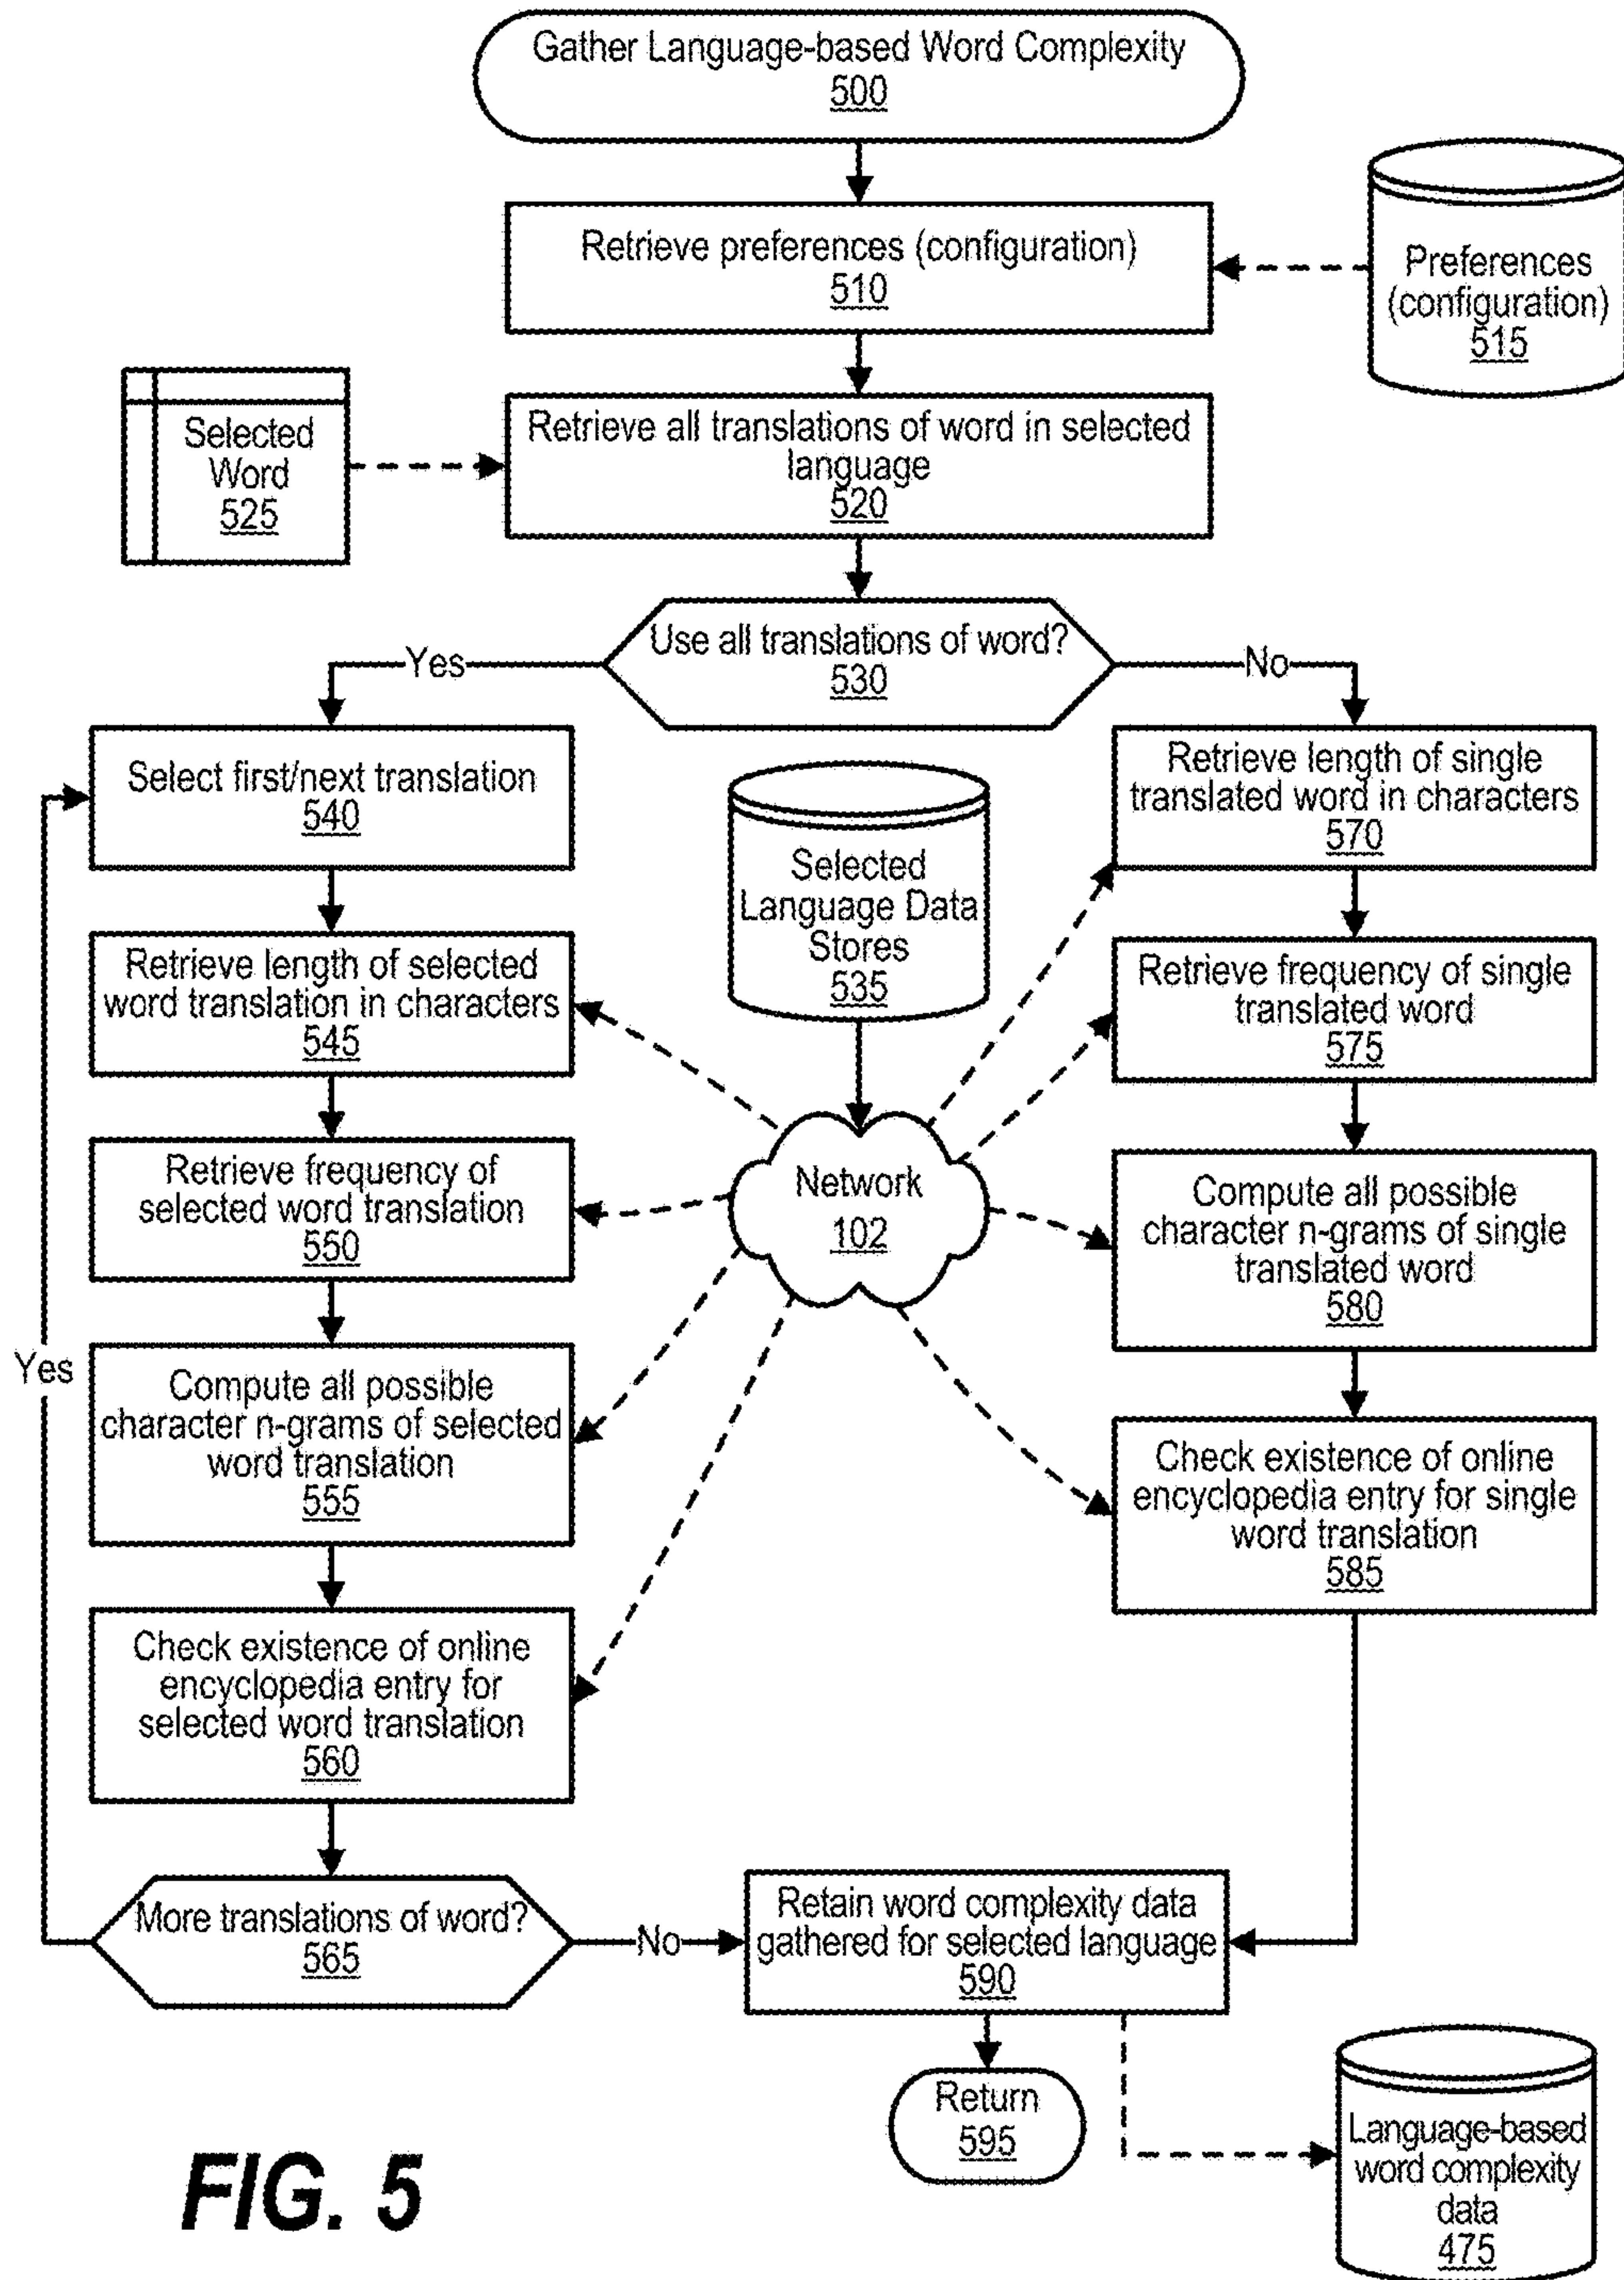 Gather Language-based Word Complexity
500
Retrieve preferences (configuration)
510
Preferences
(configuration)
515
Selected
Word
525
Retrieve all translations of word in selected
language
520
Use all translations of word?
530
Yes
No
Select first/next translation
540
Selected
Language Data
Stores
535
Retrieve length of single
translated word in characters
570
Retrieve length of selected
word translation in characters
545
Retrieve frequency of single
translated word
575
Retrieve frequency of
selected word translation
550
Network
102
Compute all possible
character n-grams of single
translated word
580
Yes
Compute all possible
character n-grams of selected
word translation
555
Check existence of online
encyclopedia entry for single
word translation
585
Check existence of online
encyclopedia entry for
selected word translation
560
More translations of word?
565
No
Retain word complexity data
gathered for selected language
590
Return
595
Language-based
word complexity
data
475
FIG. 5